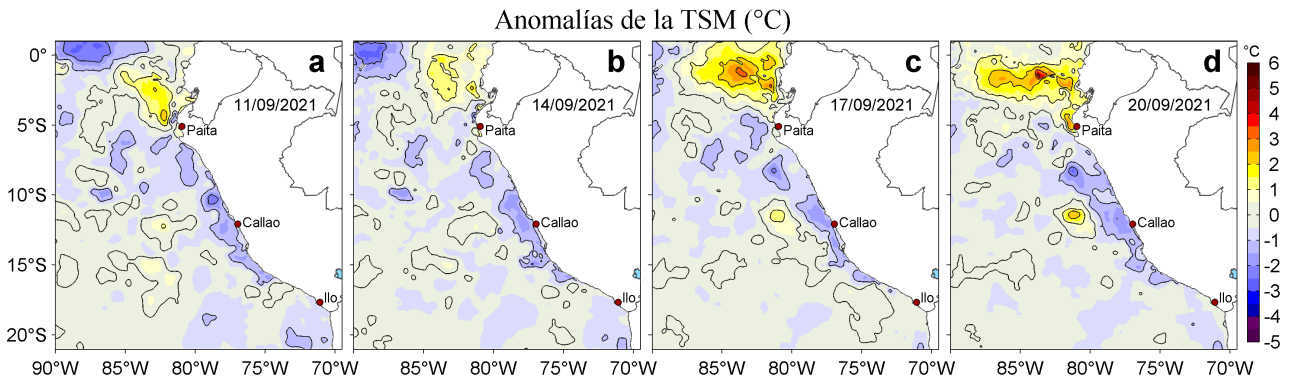 Anomalías de la TSM (°C)
a
b
c
d
11/09/2021
14/09/2021
17/09/2021
20/09/2021
Paita
Callao
Ilo
Paita
Callao
Ilo
Paita
Callao
Ilo
Paita
Callao
Ilo
0°
5°S
10°S
15°S
20°S
90°W 85°W 80°W 75°W 70°W
85°W 80°W 75°W 70°W
85°W 80°W 75°W 70°W
85°W 80°W 75°W 70°W
°C
6
5
4
3
2
1
0
-1
-2
-3
-4
-5